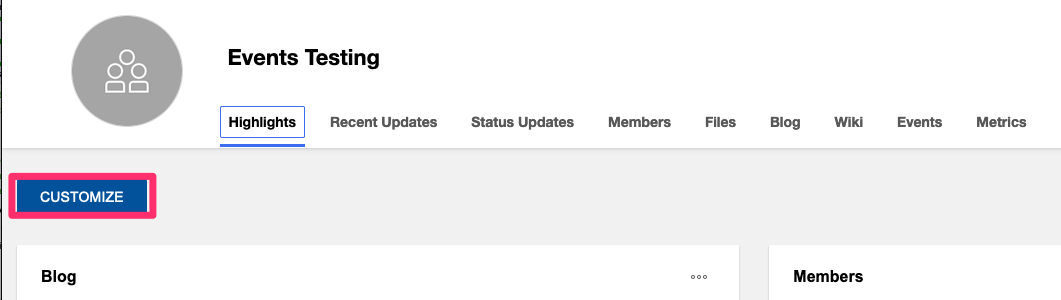 Events Testing
Highlights Recent Updates Status Updates Members Files Blog Wiki Events Metrics
CUSTOMIZE
Blog Members